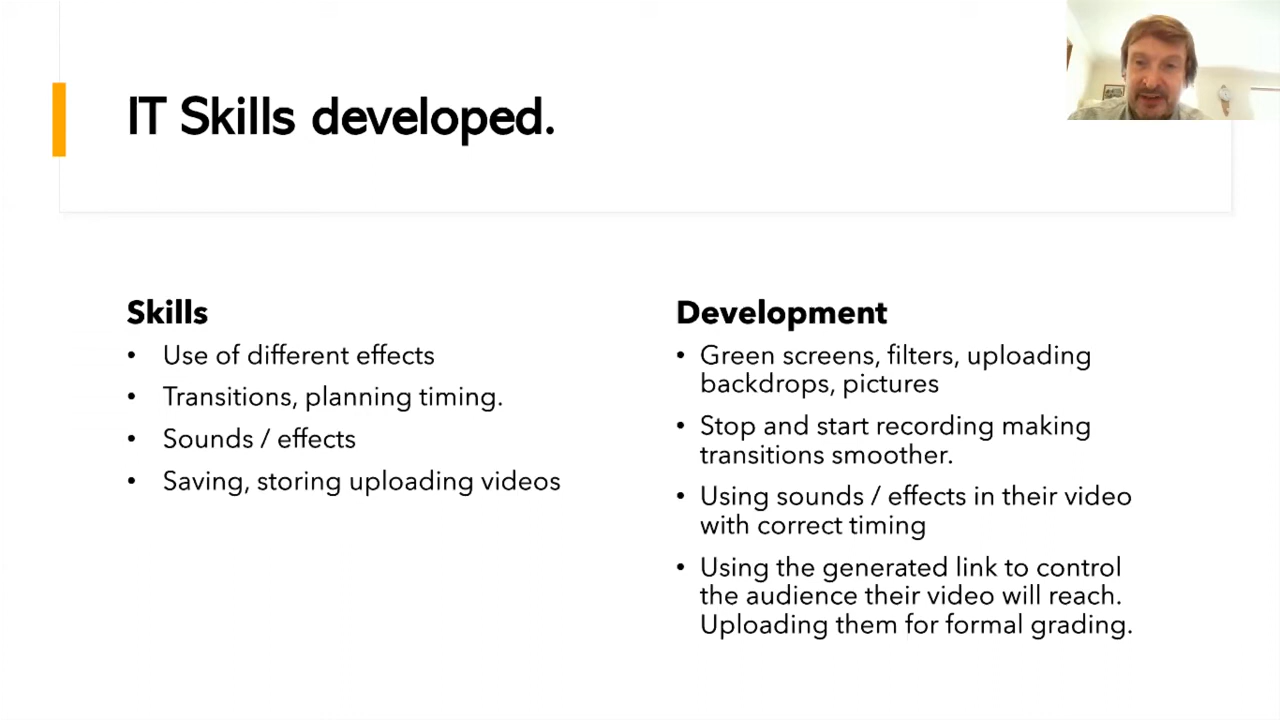 IT Skills developed.
Skills
• Use of different effects
• Transitions, planning timing.
• Sounds / effects
• Saving, storing uploading videos
Development
• Green screens, filters, uploading
backdrops, pictures
• Stop and start recording making
transitions smoother.
• Using sounds / effects in their video
with correct timing
• Using the generated link to control
the audience their video will reach.
Uploading them for formal grading.